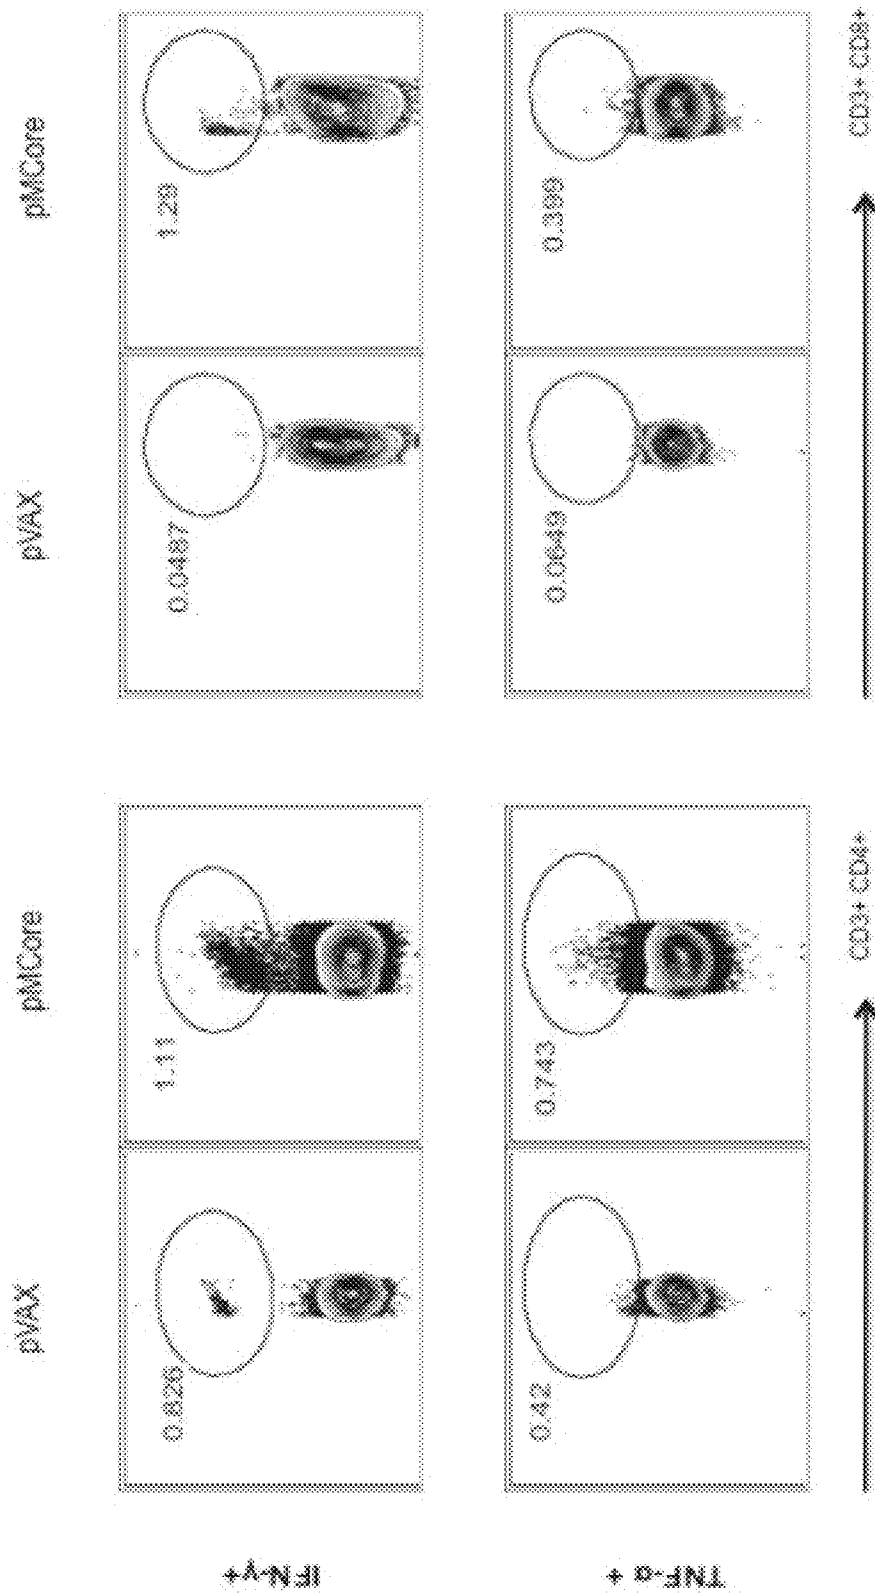 pVAX pMCore pVAX pMCore
IFN-γ+
0.826 1.11 0.0487 1.29
TNF-α +
0.42 0.743 0.0649 0.399
CD3+ CD4+ CD3+ CD8+